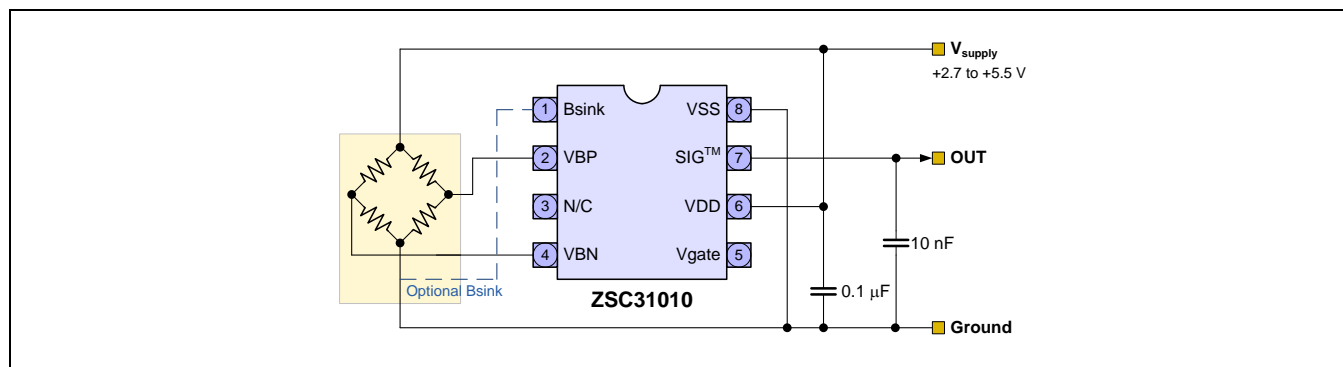 Vsupply
+2.7 to +5.5 V
1 Bsink VSS 8
2 VBP SIG™ 7 OUT
3 N/C VDD 6
4 VBN Vgate 5
10 nF
Optional Bsink
0.1 μF
ZSC31010
Ground